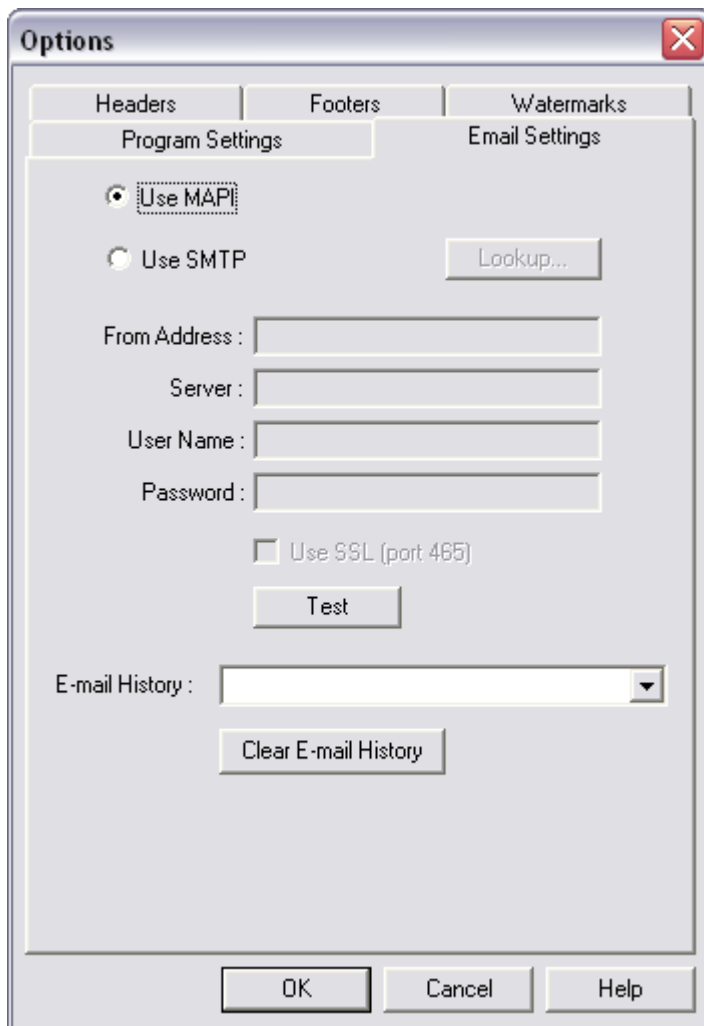 Options
Headers Footers Watermarks
Program Settings Email Settings
Use MAPI
Use SMTP Lookup...
From Address :
Server :
User Name :
Password :
Use SSL (port 465)
Test
E-mail History :
Clear E-mail History
OK Cancel Help